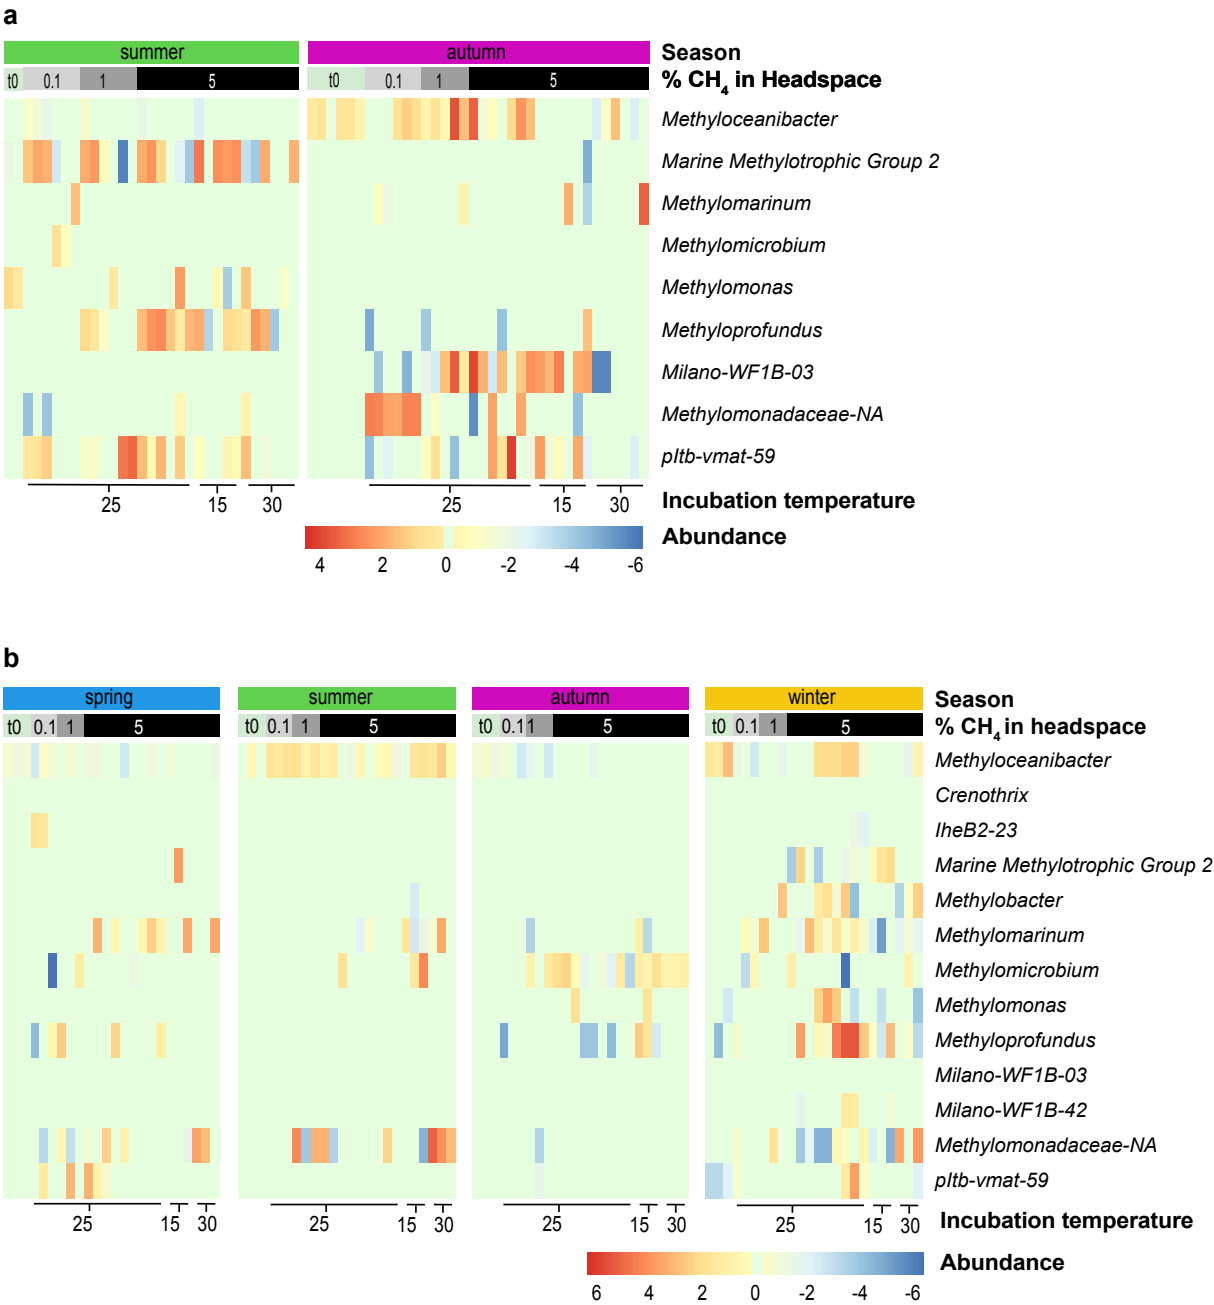 a
summer autumn Season
t0 0.1 1 5 t0 0.1 1 5 % CH4 in Headspace
Methyloceanibacter
Marine Methylotrophic Group 2
Methylomarinum
Methylomicrobium
Methylomonas
Methyloprofundus
Milano-WF1B-03
Methylomonadaceae-NA
pItb-vmat-59
25 15 30 25 15 30 Incubation temperature
Abundance
4 2 0 -2 -4 -6
b
spring summer autumn winter Season
t0 0.1 1 5 t0 0.1 1 5 t0 0.1 1 5 t0 0.1 1 5 % CH4 in headspace
Methyloceanibacter
Crenothrix
IheB2-23
Marine Methylotrophic Group 2
Methylobacter
Methylomarinum
Methylomicrobium
Methylomonas
Methyloprofundus
Milano-WF1B-03
Milano-WF1B-42
Methylomonadaceae-NA
pItb-vmat-59
25 15 30 25 15 30 25 15 30 25 15 30 Incubation temperature
Abundance
6 4 2 0 -2 -4 -6